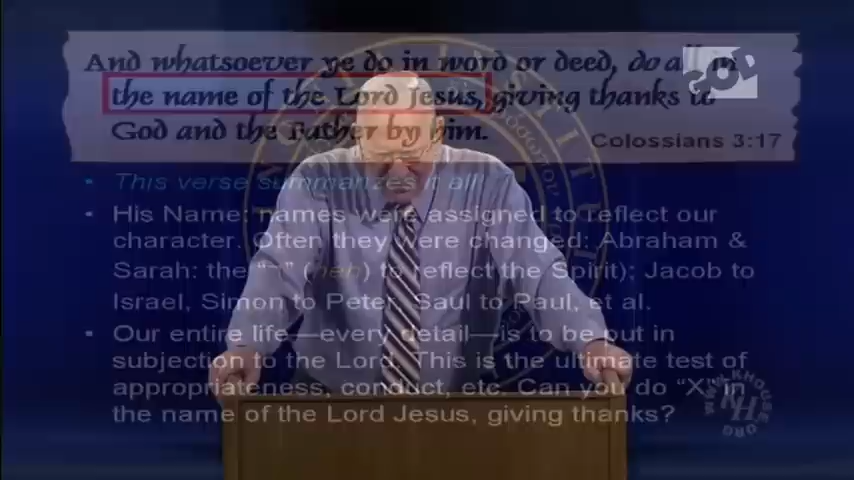 And whatsoever ye do in word or deed, do all in
the name of the Lord Jesus, giving thanks to
God and the Father by him.
Colossians 3:17
• This verse summarizes it all!
• His Name: names were assigned to reflect our
character. Often they were changed: Abraham &
Sarah: the “ה” (heh) to reflect the Spirit); Jacob to
Israel, Simon to Peter, Saul to Paul, et al.
• Our entire life—every detail—is to be put in
subjection to the Lord. This is the ultimate test of
appropriateness, conduct, etc. Can you do “X” in
the name of the Lord Jesus, giving thanks?
KHOUSE.ORG
KH
GOD